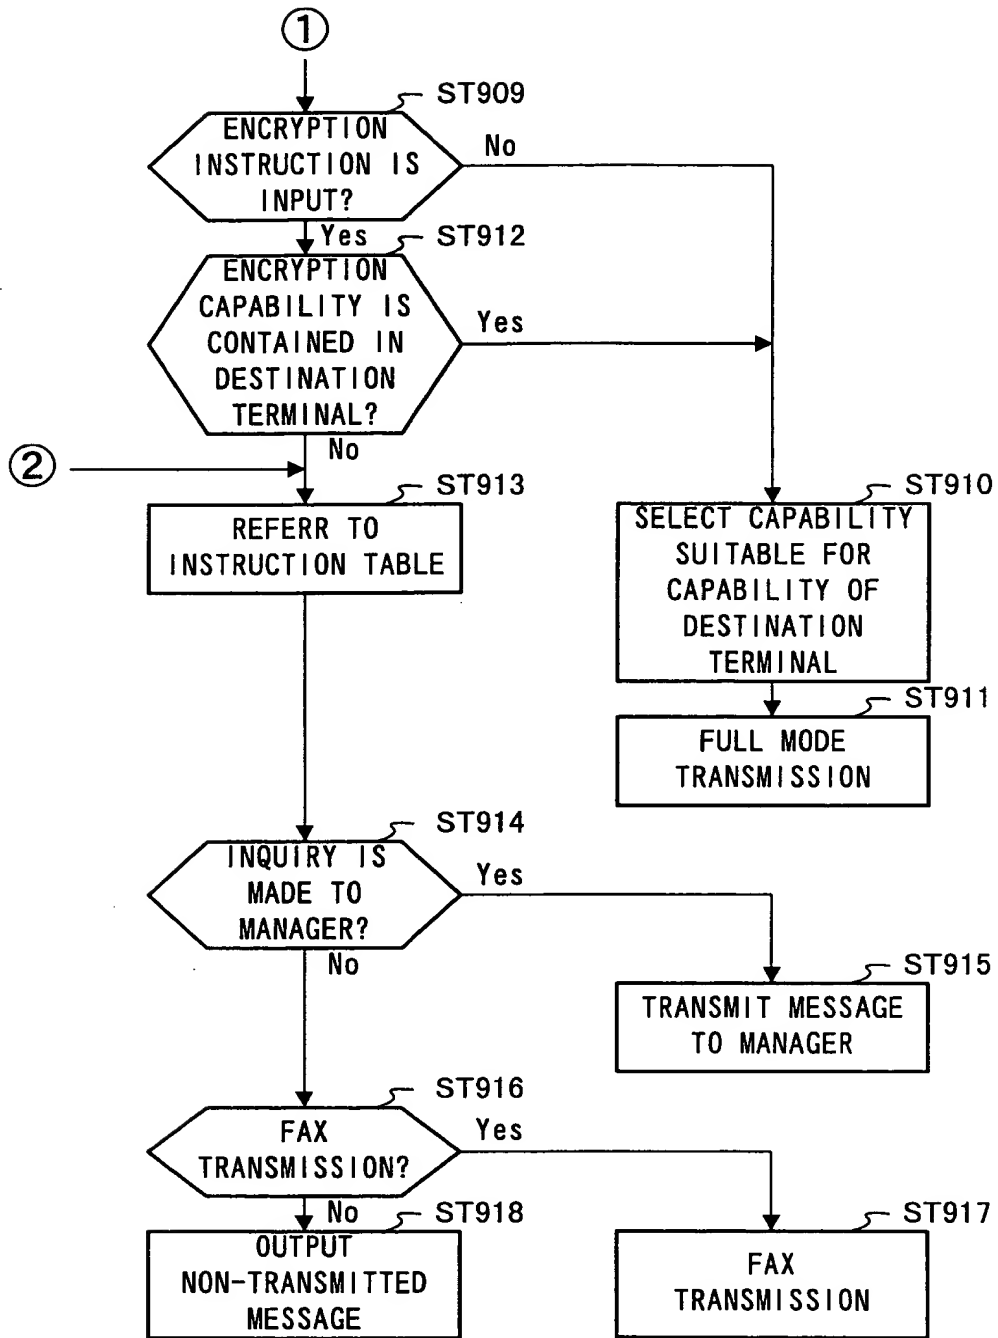 ①
ST909
ENCRYPTION
INSTRUCTION IS
INPUT?
No
Yes
ST912
ENCRYPTION
CAPABILITY IS
CONTAINED IN
DESTINATION
TERMINAL?
Yes
No
②
ST913
REFERR TO
INSTRUCTION TABLE
ST910
SELECT CAPABILITY
SUITABLE FOR
CAPABILITY OF
DESTINATION
TERMINAL
ST911
FULL MODE
TRANSMISSION
ST914
INQUIRY IS
MADE TO
MANAGER?
Yes
No
ST915
TRANSMIT MESSAGE
TO MANAGER
ST916
FAX
TRANSMISSION?
Yes
No
ST918
OUTPUT
NON-TRANSMITTED
MESSAGE
ST917
FAX
TRANSMISSION